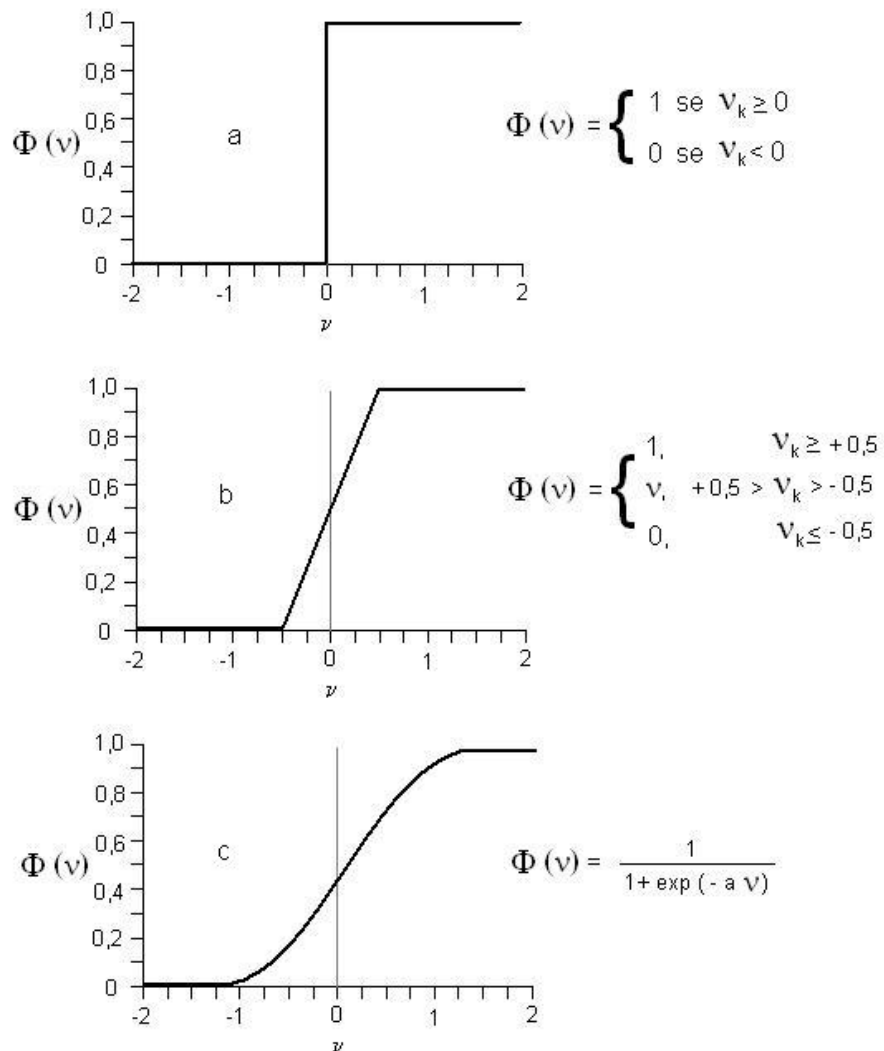 1,0
0,8
0,6
0,4
0,2
0
Φ (ν)
a
-2 -1 0 1 2
ν
Φ (ν) = { 1 se ν_k ≥ 0
0 se ν_k < 0
1,0
0,8
0,6
0,4
0,2
0
Φ (ν)
b
-2 -1 0 1 2
ν
Φ (ν) = { 1, ν_k ≥ +0,5
ν, +0,5 > ν_k > -0,5
0, ν_k ≤ -0,5
1,0
0,8
0,6
0,4
0,2
0
Φ (ν)
c
-2 -1 0 1 2
ν
Φ (ν) = 1
1+ exp (- a ν)